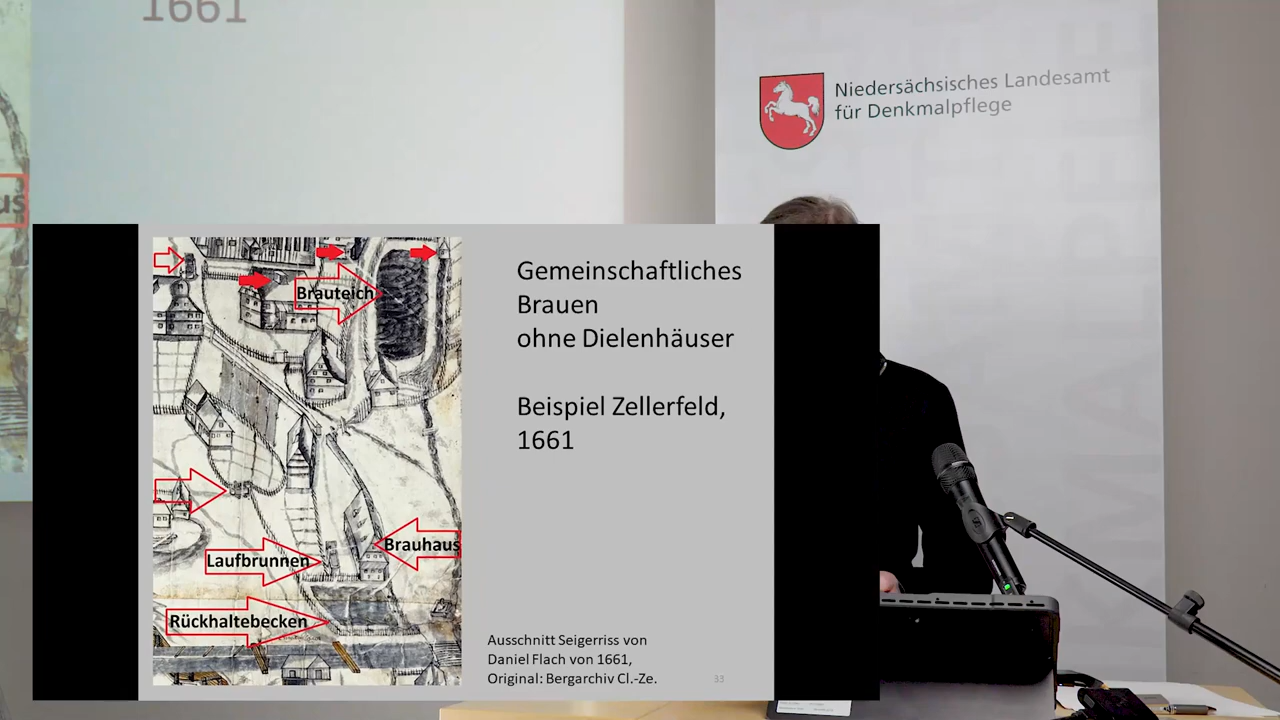 1661
us
Niedersächsisches Landesamt
für Denkmalpflege
Brauteich
Laufbrunnen
Brauhaus
Rückhaltebecken
Gemeinschaftliches
Brauen
ohne Dielenhäuser
Beispiel Zellerfeld,
1661
Ausschnitt Seigerriss von
Daniel Flach von 1661,
Original: Bergarchiv Cl.-Ze.
33